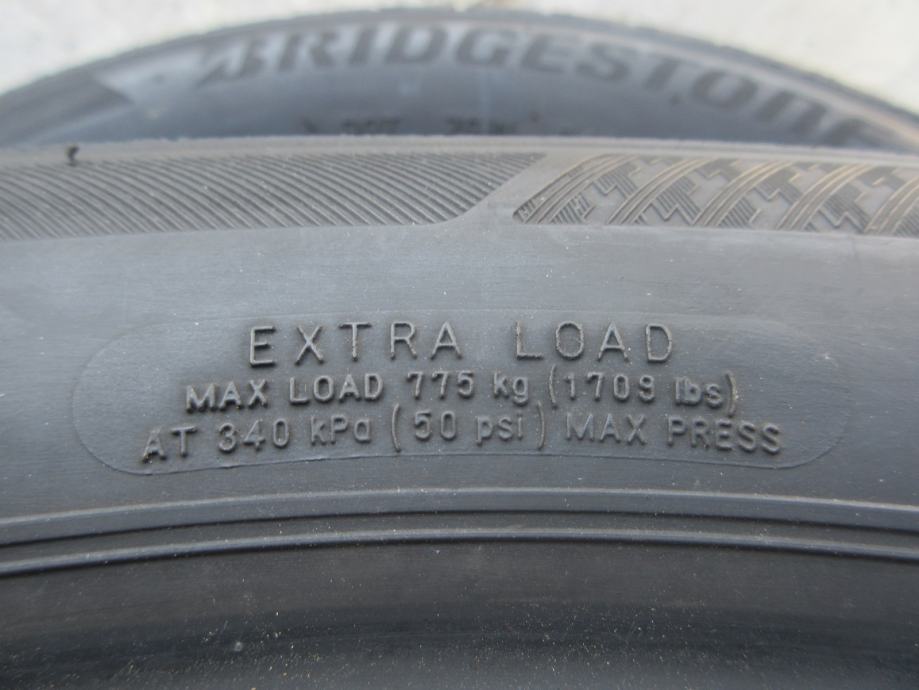 BRIDGESTONE
EXTRA LOAD
MAX LOAD 775 kg (1709 lbs)
AT 340 kPa (50 psi) MAX PRESS